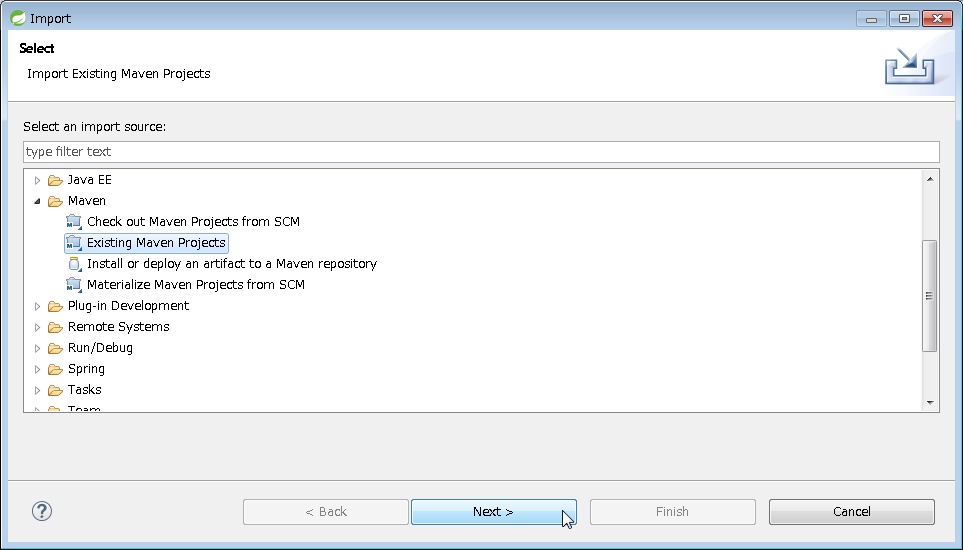 Import
Select
Import Existing Maven Projects
Select an import source:
type filter text
Java EE
Maven
Check out Maven Projects from SCM
Existing Maven Projects
Install or deploy an artifact to a Maven repository
Materialize Maven Projects from SCM
Plug-in Development
Remote Systems
Run/Debug
Spring
Tasks
Team
? < Back Next > Finish Cancel